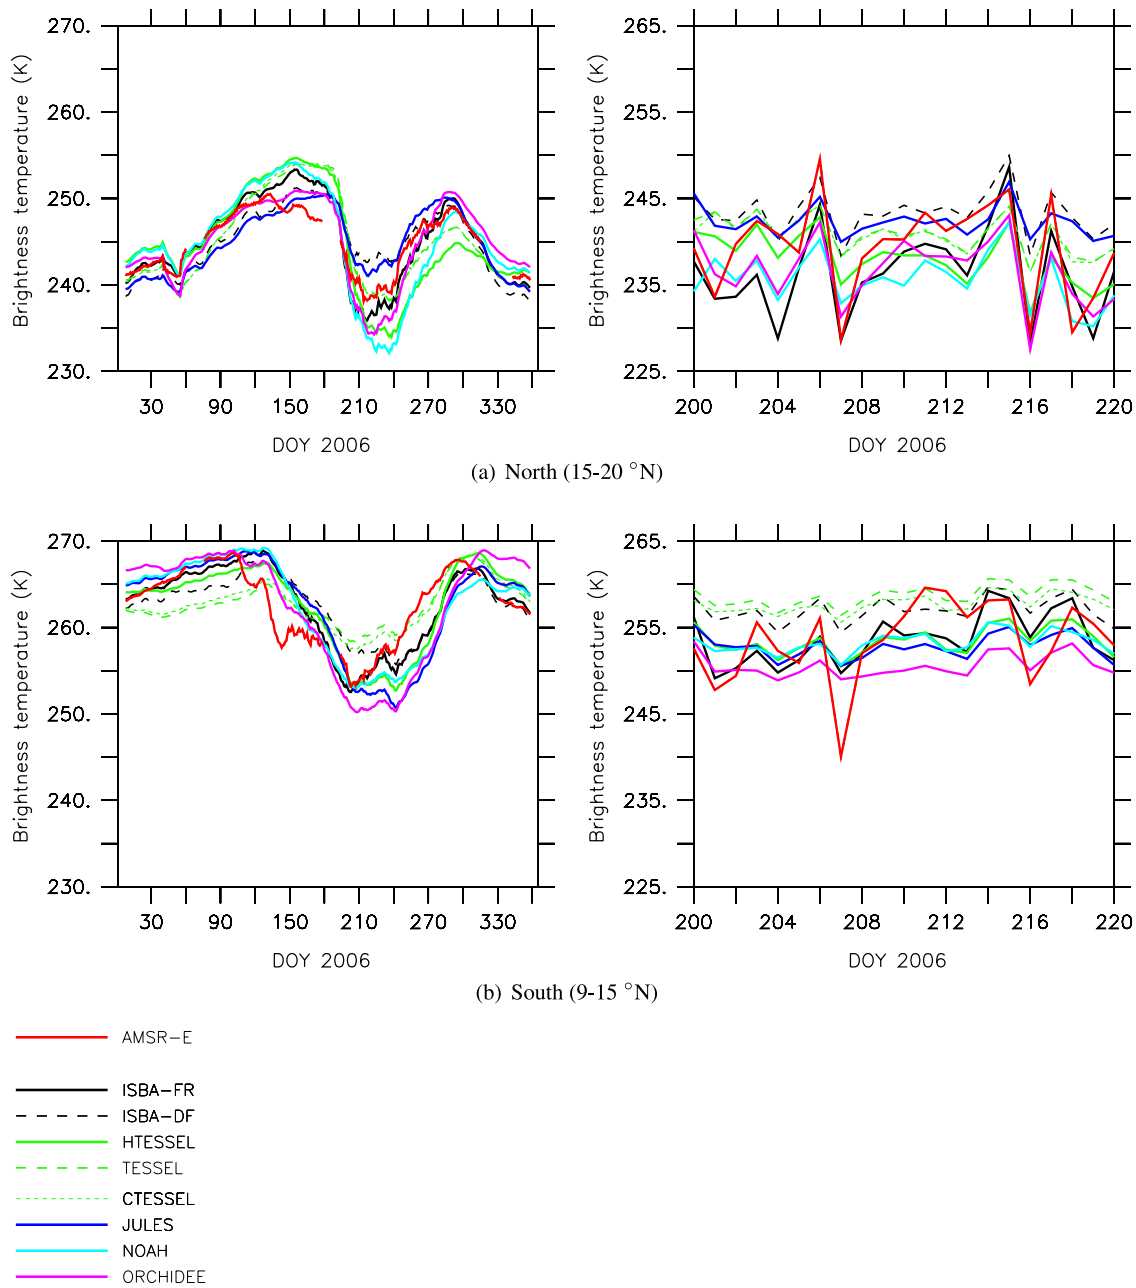 270.
260.
250.
240.
230.
Brightness temperature (K)
30 90 150 210 270 330
DOY 2006
265.
255.
245.
235.
225.
Brightness temperature (K)
200 204 208 212 216 220
DOY 2006
(a) North (15-20 °N)
270.
260.
250.
240.
230.
Brightness temperature (K)
30 90 150 210 270 330
DOY 2006
265.
255.
245.
235.
225.
Brightness temperature (K)
200 204 208 212 216 220
DOY 2006
(b) South (9-15 °N)
AMSR-E
ISBA-FR
ISBA-DF
HTESSEL
TESSEL
CTESSEL
JULES
NOAH
ORCHIDEE